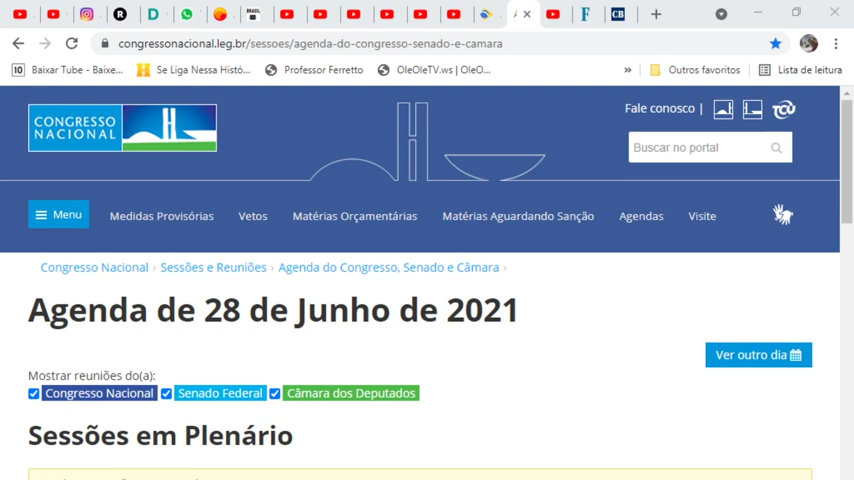 congressonacional.leg.br/sessoes/agenda-do-congresso-senado-e-camara
Baixar Tube - Baixe...
Se Liga Nessa Histó...
Professor Ferretto
OleOleTV.ws | OleO...
»
Outros favoritos
Lista de leitura
CONGRESSO
NACIONAL
Fale conosco |
TCU
Buscar no portal
Menu
Medidas Provisórias
Vetos
Matérias Orçamentárias
Matérias Aguardando Sanção
Agendas
Visite
Congresso Nacional › Sessões e Reuniões › Agenda do Congresso, Senado e Câmara ›
Agenda de 28 de Junho de 2021
Ver outro dia
Mostrar reuniões do(a):
Congresso Nacional Senado Federal Câmara dos Deputados
Sessões em Plenário